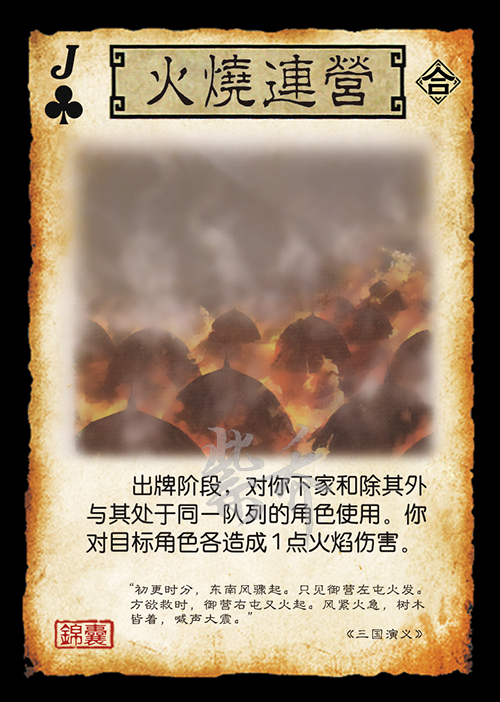 J
火燒連營
合
出牌阶段，对你下家和除其外
与其处于同一队列的角色使用。你
对目标角色各造成1点火焰伤害。
“初更时分，东南风骤起。只见御营左屯火发。
方欲救时，御营右屯又火起。风紧火急，树木
皆着，喊声大震。”
《三国演义》
錦囊